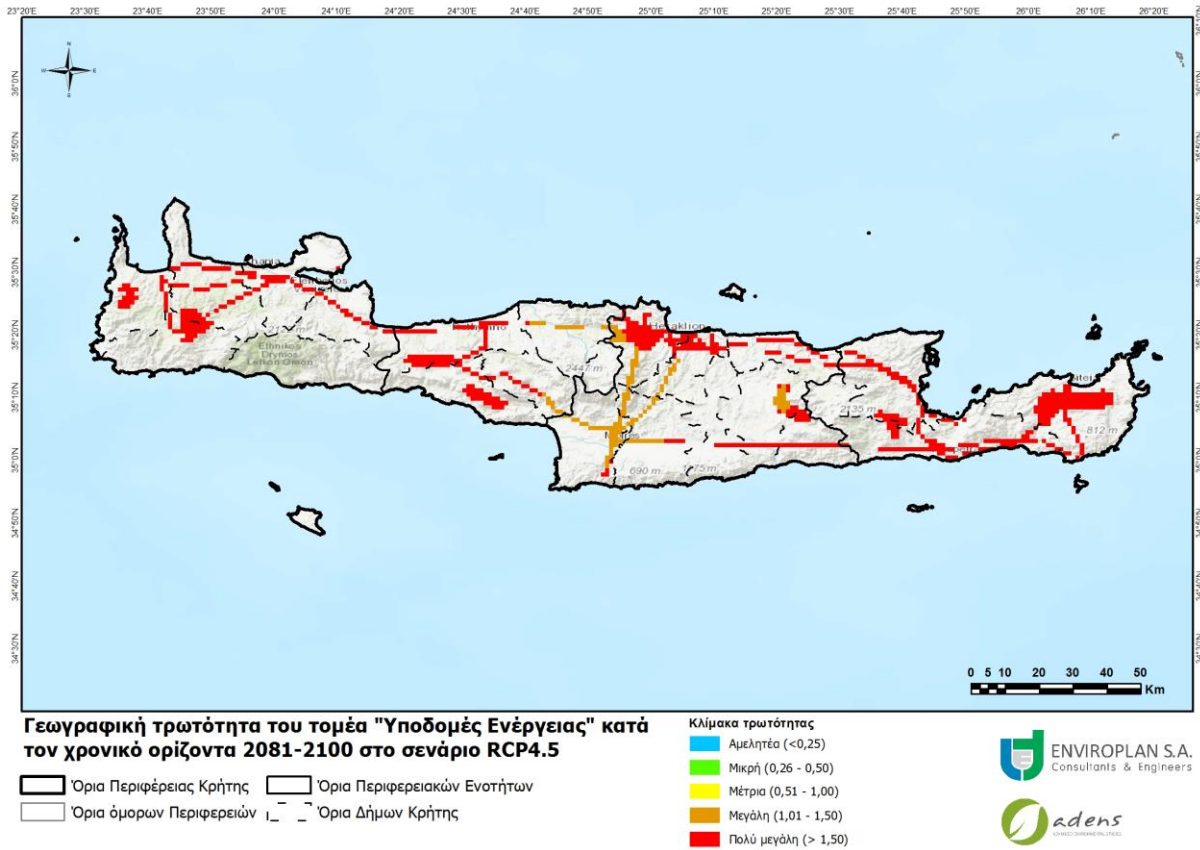 23°20'E 23°50'E 24°0'E 24°10'E 24°20'E 24°30'E 24°40'E 24°50'E 25°0'E 25°10'E 25°20'E 25°30'E 25°40'E 25°50'E 26°0'E 26°10'E 26°20'E
N
W E
S
36°0'N
35°50'N
35°40'N
35°30'N
35°20'N
35°10'N
35°0'N
34°50'N
34°40'N
34°30'N
Heraklion
Ethnikos
Drymos
Lefkon Oreon
2447 m
2135 m
812 m
690 m
0 5 10 20 30 40 50
Km
Γεωγραφική τρωτότητα του τομέα "Υποδομές Ενέργειας" κατά
τον χρονικό ορίζοντα 2081-2100 στο σενάριο RCP4.5
Όρια Περιφέρειας Κρήτης Όρια Περιφερειακών Ενοτήτων
Όρια όμορων Περιφερειών Όρια Δήμων Κρήτης
Κλίμακα τρωτότητας
Αμελητέα (<0,25)
Μικρή (0,26 - 0,50)
Μέτρια (0,51 - 1,00)
Μεγάλη (1,01 - 1,50)
Πολύ μεγάλη (> 1,50)
ENVIROPLAN S.A.
Consultants & Engineers
adens